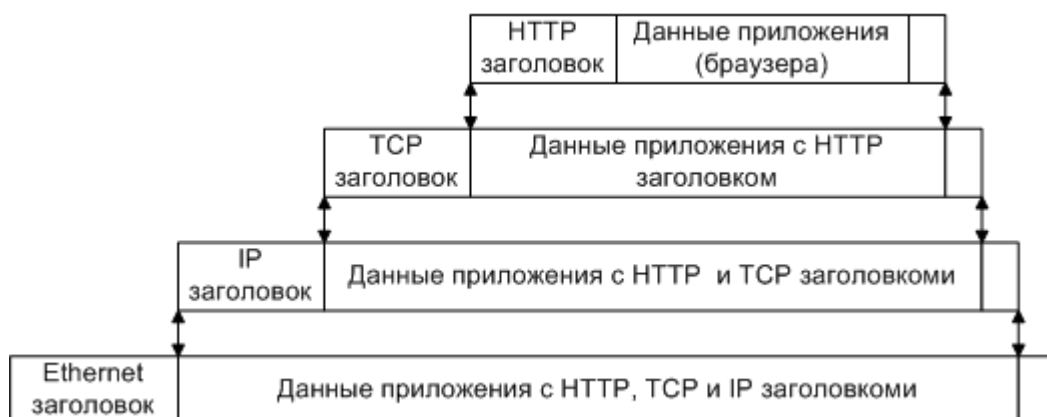 HTTP
заголовок
Данные приложения
(браузера)
TCP
заголовок
Данные приложения с HTTP
заголовком
IP
заголовок
Данные приложения с HTTP и TCP заголовкоми
Ethernet
заголовок
Данные приложения с HTTP, TCP и IP заголовкоми